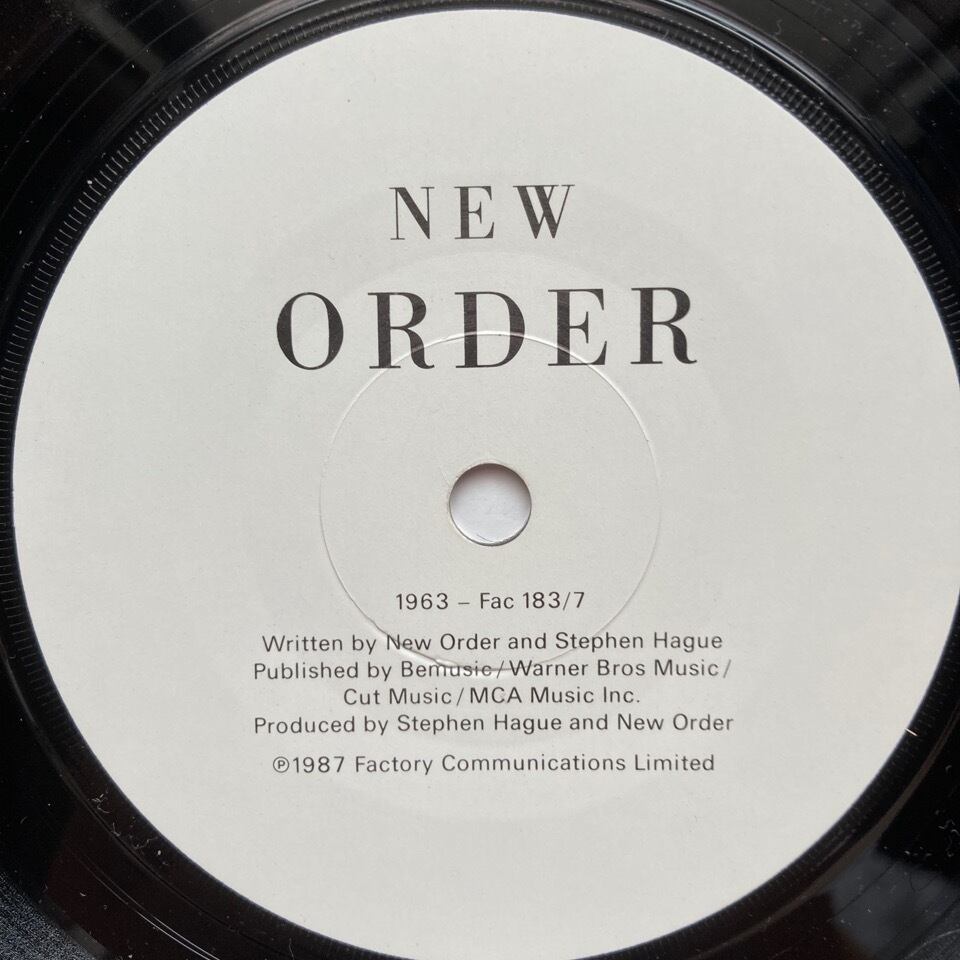 NEW
ORDER
1963 – Fac 183/7
Written by New Order and Stephen Hague
Published by Bemusic/Warner Bros Music/
Cut Music/MCA Music Inc.
Produced by Stephen Hague and New Order
℗1987 Factory Communications Limited